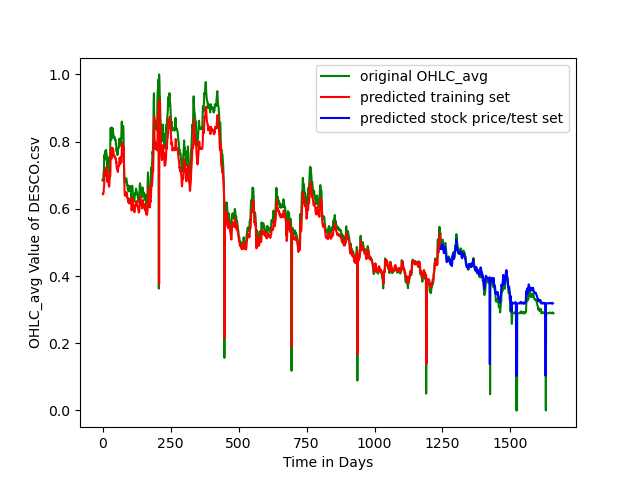 original OHLC_avg
predicted training set
predicted stock price/test set
1.0
0.8
0.6
0.4
0.2
0.0
OHLC_avg Value of DESCO.csv
0 250 500 750 1000 1250 1500
Time in Days